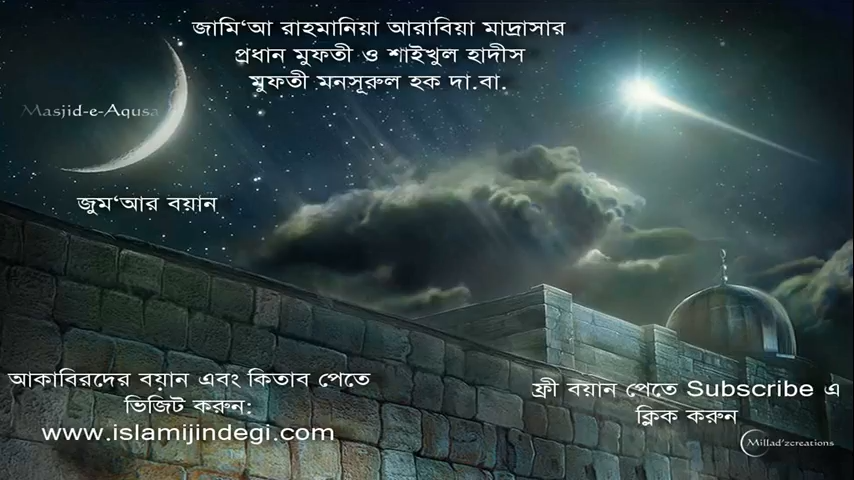 জামি‘আ রাহমানিয়া আরাবিয়া মাদ্রাসার
প্রধান মুফতী ও শাইখুল হাদীস
মুফতী মনসূরুল হক দা.বা.
Masjid-e-Aqusa
জুম‘আর বয়ান
আকাবিরদের বয়ান এবং কিতাব পেতে
ভিজিট করুন:
www.islamijindegi.com
ফ্রী বয়ান পেতে Subscribe এ
ক্লিক করুন
Millad'zcreations